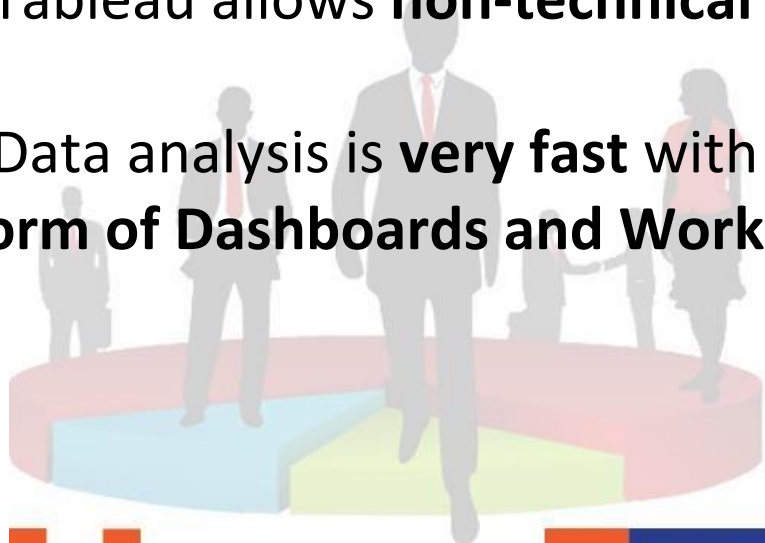 Tableau allows non-technical
Data analysis is very fast with
orm of Dashboards and Work